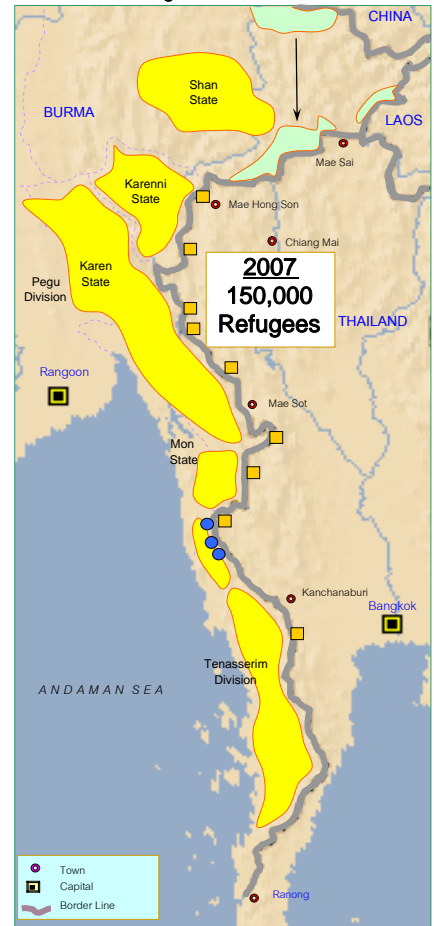 CHINA
Shan
State
BURMA
LAOS
Mae Sai
Karenni
State
Mae Hong Son
Chiang Mai
Karen
State
Pegu
Division
2007
150,000
Refugees
THAILAND
Rangoon
Mae Sot
Mon
State
Kanchanaburi
Bangkok
Tenasserim
Division
ANDAMAN SEA
Town
Capital
Border Line
Ranong